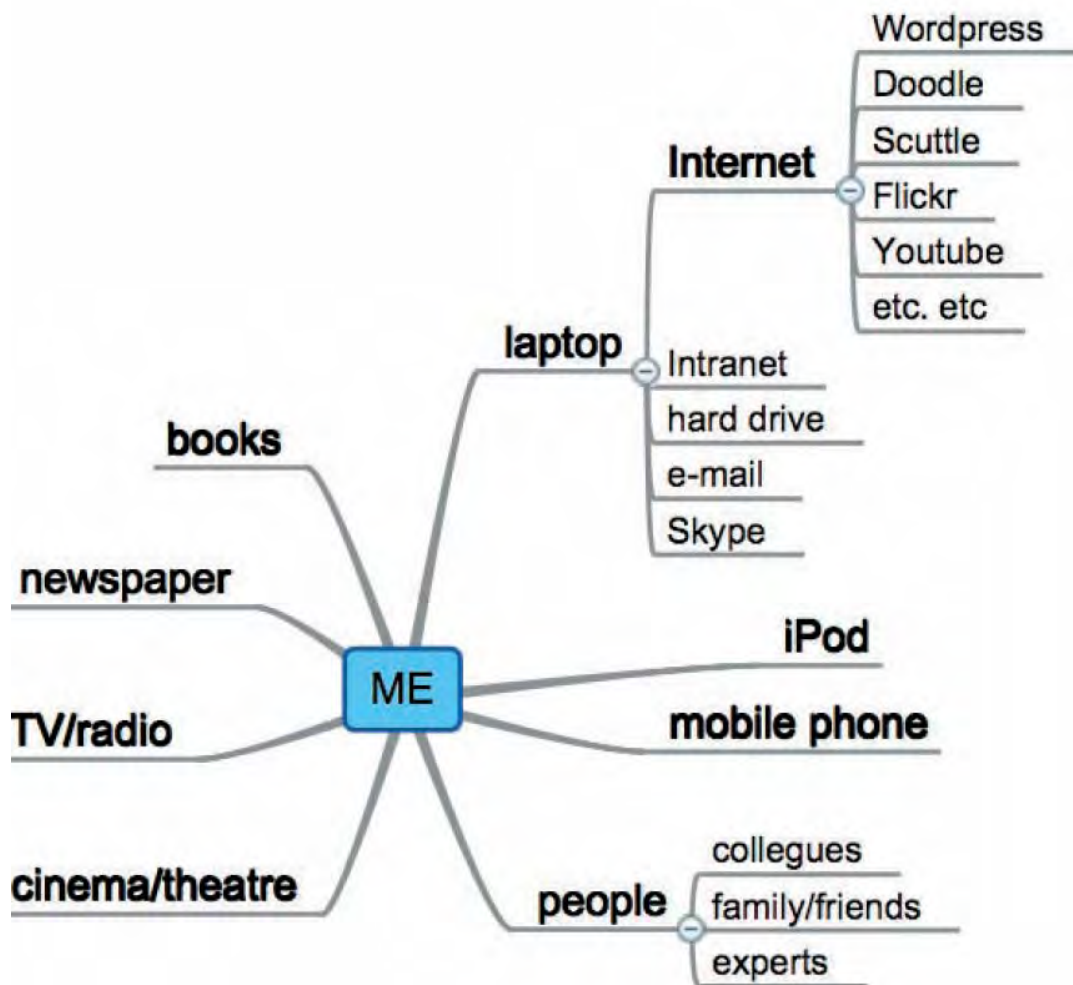 Wordpress
Doodle
Scuttle
Internet
Flickr
Youtube
etc. etc
laptop
Intranet
hard drive
e-mail
Skype
books
newspaper
ME
iPod
TV/radio
mobile phone
cinema/theatre
people
collegues
family/friends
experts